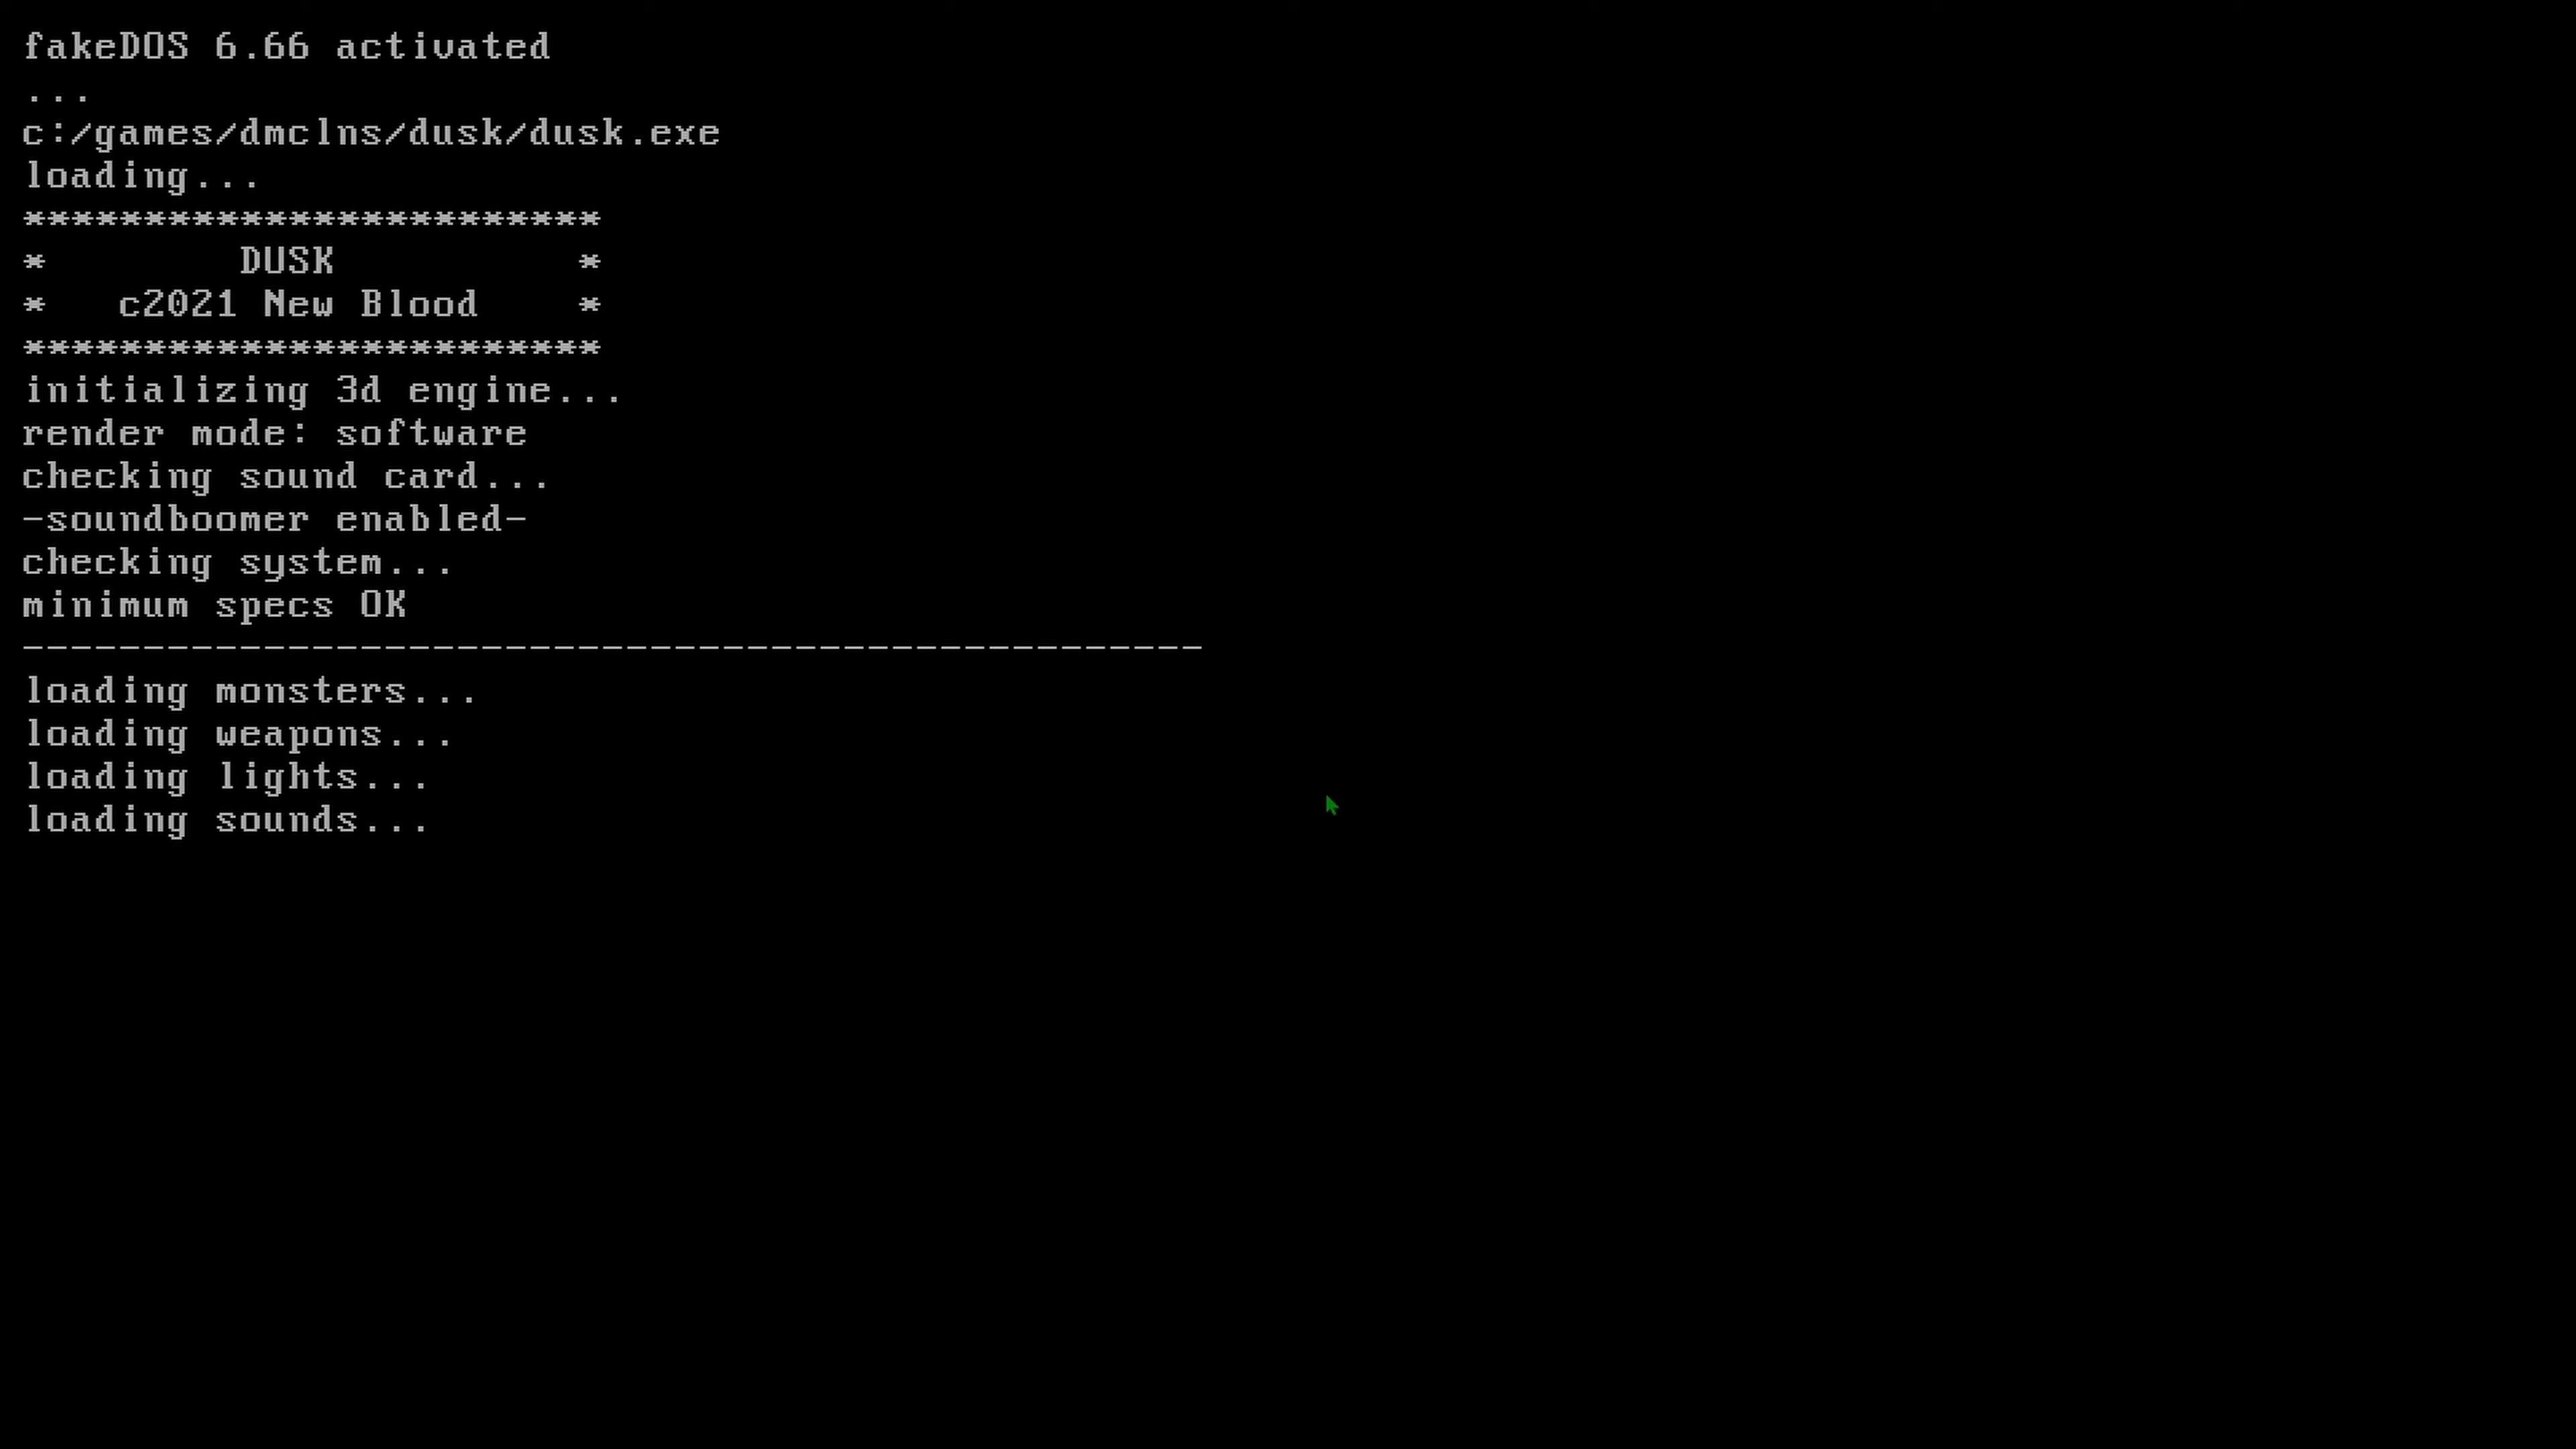 fakeDOS 6.66 activated
...
c:/games/dmclns/dusk/dusk.exe
loading...
************************
*        DUSK          *
*   c2021 New Blood    *
************************
initializing 3d engine...
render mode: software
checking sound card...
-soundboomer enabled-
checking system...
minimum specs OK
-------------------------------------------------
loading monsters...
loading weapons...
loading lights...
loading sounds...